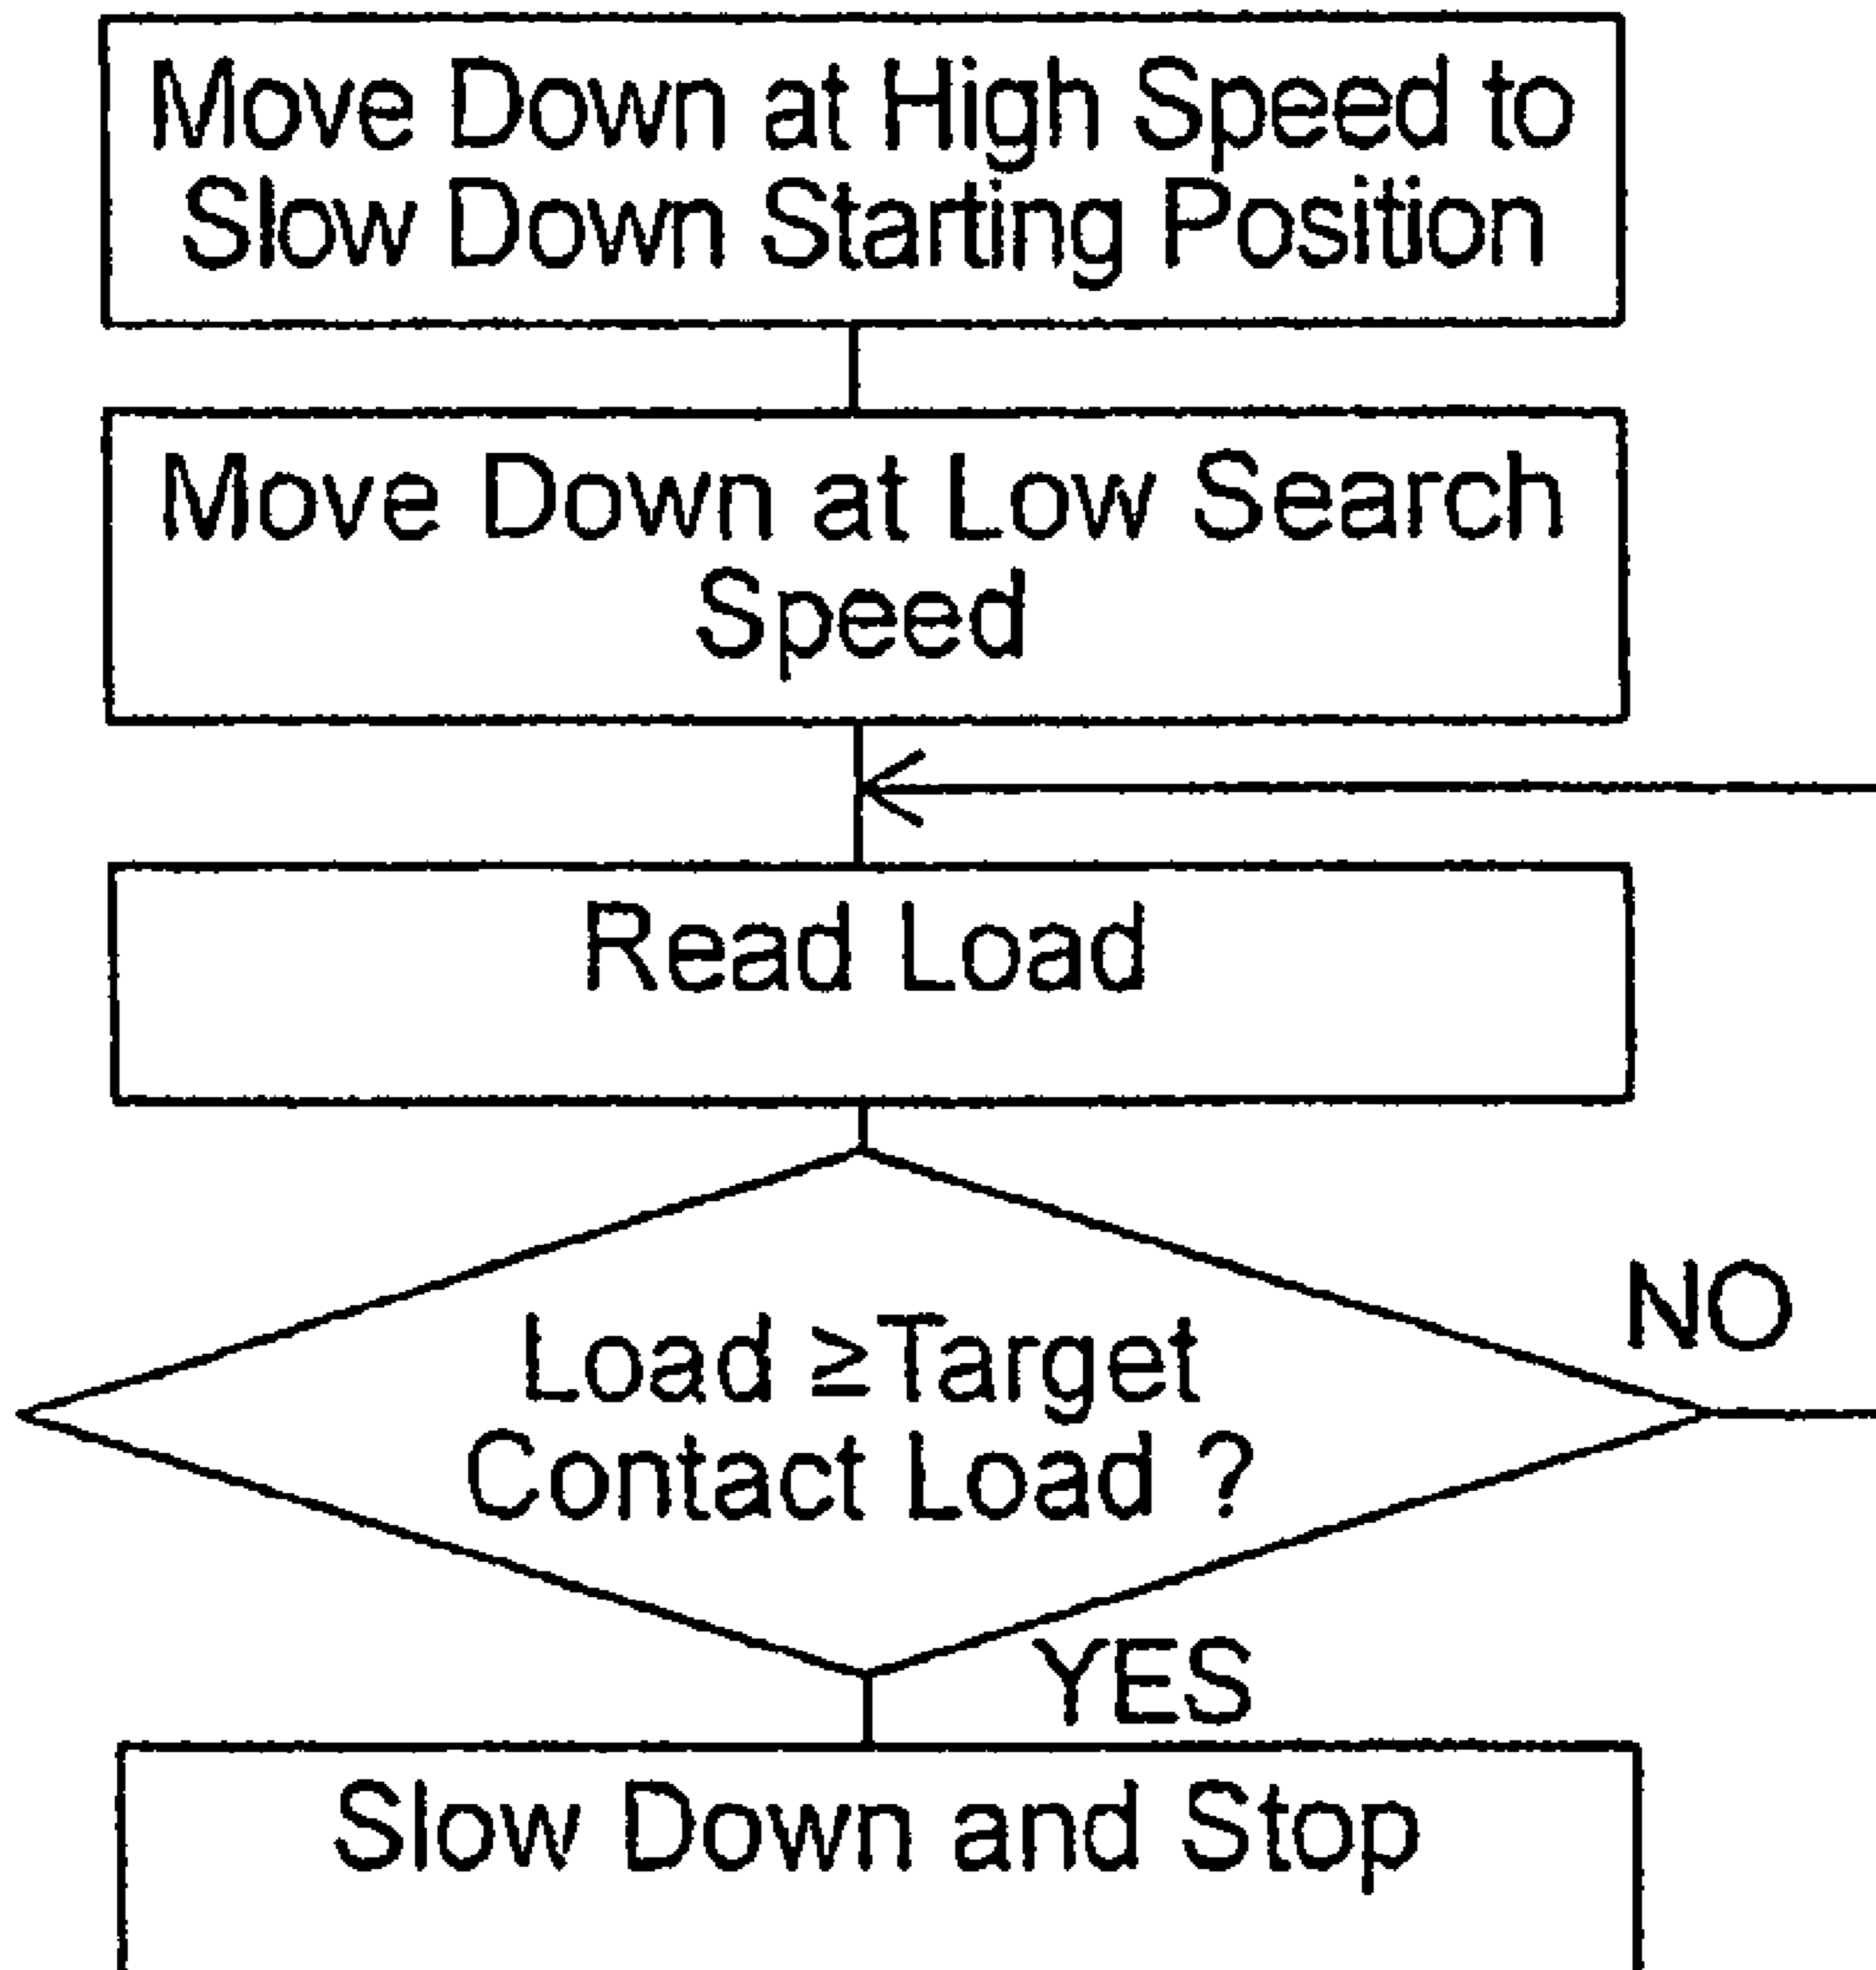 Move Down at High Speed to
Slow Down Starting Position
Move Down at Low Search
Speed
Read Load
Load ≥Target
Contact Load ?
NO
YES
Slow Down and Stop